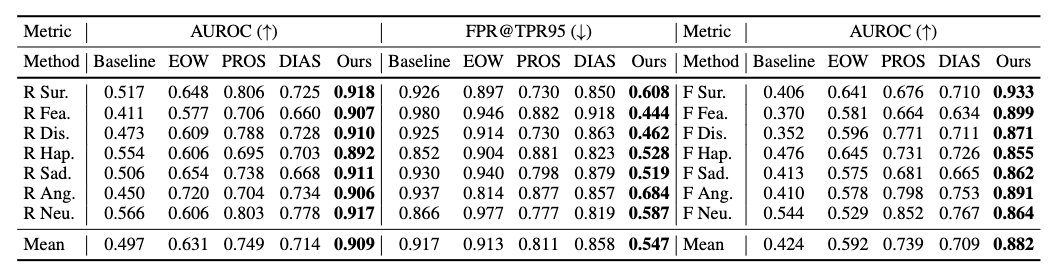 Metric AUROC (↑) FPR@TPR95 (↓) Metric AUROC (↑)
Method Baseline EOW PROS DIAS Ours Baseline EOW PROS DIAS Ours Method Baseline EOW PROS DIAS Ours
R Sur. 0.517 0.648 0.806 0.725 0.918 0.926 0.897 0.730 0.850 0.608 F Sur. 0.406 0.641 0.676 0.710 0.933
R Fea. 0.411 0.577 0.706 0.660 0.907 0.980 0.946 0.882 0.918 0.444 F Fea. 0.370 0.581 0.664 0.634 0.899
R Dis. 0.473 0.609 0.788 0.728 0.910 0.925 0.914 0.730 0.863 0.462 F Dis. 0.352 0.596 0.771 0.711 0.871
R Hap. 0.554 0.606 0.695 0.703 0.892 0.852 0.904 0.881 0.823 0.528 F Hap. 0.476 0.645 0.731 0.726 0.855
R Sad. 0.506 0.654 0.738 0.668 0.911 0.930 0.940 0.798 0.879 0.519 F Sad. 0.413 0.575 0.681 0.665 0.862
R Ang. 0.450 0.720 0.704 0.734 0.906 0.937 0.814 0.877 0.857 0.684 F Ang. 0.410 0.578 0.798 0.753 0.891
R Neu. 0.566 0.606 0.803 0.778 0.917 0.866 0.977 0.777 0.819 0.587 F Neu. 0.544 0.529 0.852 0.767 0.864
Mean 0.497 0.631 0.749 0.714 0.909 0.917 0.913 0.811 0.858 0.547 Mean 0.424 0.592 0.739 0.709 0.882